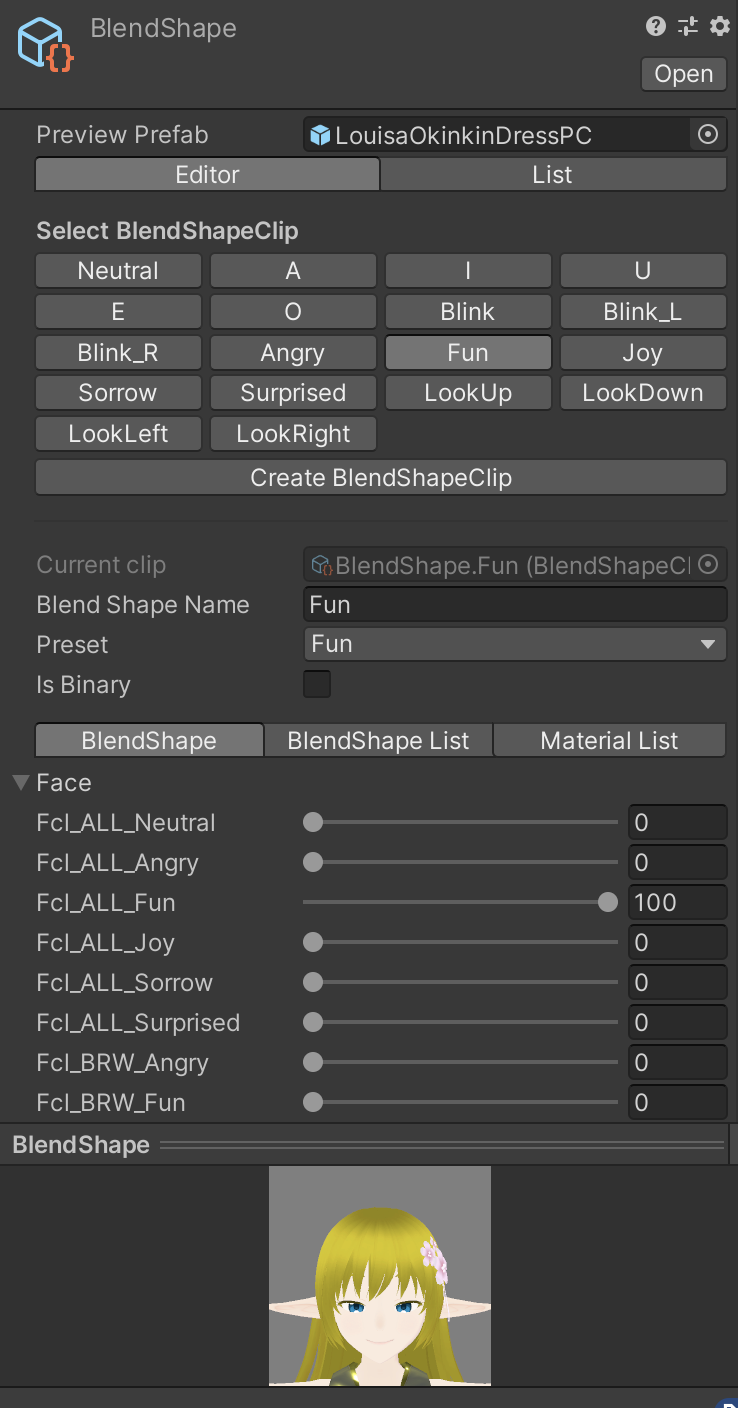 BlendShape
Open
Preview Prefab LouisaOkinkinDressPC
Editor List
Select BlendShapeClip
Neutral A I U
E O Blink Blink_L
Blink_R Angry Fun Joy
Sorrow Surprised LookUp LookDown
LookLeft LookRight
Create BlendShapeClip
Current clip {}BlendShape.Fun (BlendShapeCl
Blend Shape Name Fun
Preset Fun
Is Binary
BlendShape BlendShape List Material List
Face
Fcl_ALL_Neutral 0
Fcl_ALL_Angry 0
Fcl_ALL_Fun 100
Fcl_ALL_Joy 0
Fcl_ALL_Sorrow 0
Fcl_ALL_Surprised 0
Fcl_BRW_Angry 0
Fcl_BRW_Fun 0
BlendShape